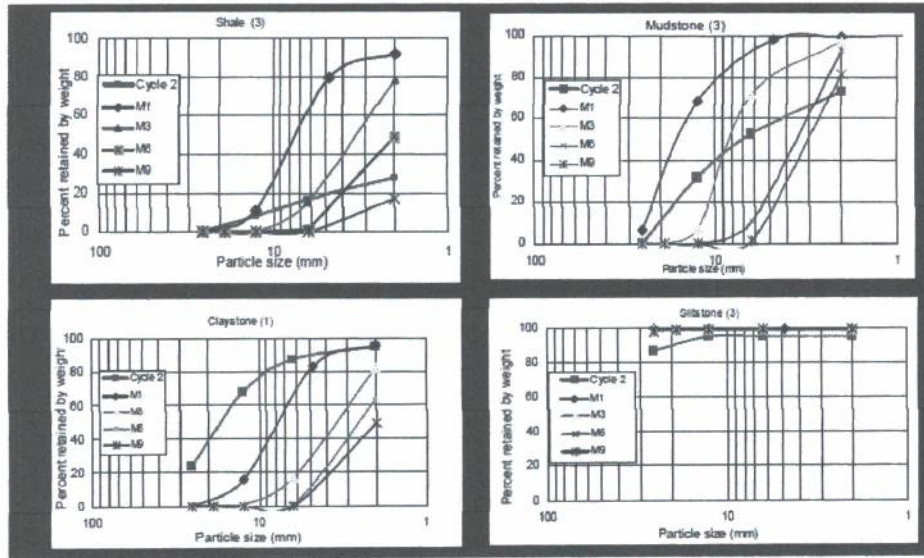 Shale (3)
Percent retained by weight
100
80
60
40
20
0
Cycle 2
M1
M3
M6
M9
100
10
1
Particle size (mm)
Mudstone (3)
Percent retained by weight
100
80
60
40
20
0
Cycle 2
M1
M3
M6
M9
100
10
1
Particle size (mm)
Claystone (1)
Percent retained by weight
100
80
60
40
20
0
Cycle 2
M1
M6
M9
100
10
1
Particle size (mm)
Siltstone (3)
Percent retained by weight
100
80
60
40
20
0
Cycle 2
M1
M3
M6
M9
100
10
1
Particle size (mm)